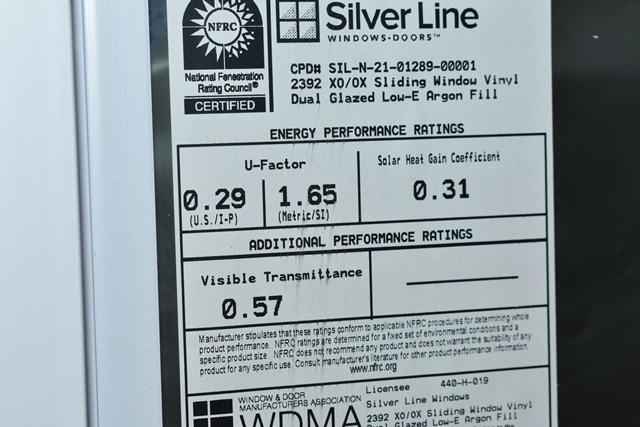 NFRC
National Fenestration
Rating Council®
CERTIFIED
Silver Line
WINDOWS•DOORS™
CPD# SIL-N-21-01289-00001
2392 XO/OX Sliding Window Vinyl
Dual Glazed Low-E Argon Fill
ENERGY PERFORMANCE RATINGS
U-Factor
0.29
(U.S./I-P)
1.65
(Metric/SI)
Solar Heat Gain Coefficient
0.31
ADDITIONAL PERFORMANCE RATINGS
Visible Transmittance
0.57
Manufacturer stipulates that these ratings conform to applicable NFRC procedures for determining whole
product performance. NFRC ratings are determined for a fixed set of environmental conditions and a
specific product size. NFRC does not recommend any product and does not warrant the suitability of any
product for any specific use. Consult manufacturer's literature for other product performance information.
www.nfrc.org
WINDOW & DOOR
MANUFACTURERS ASSOCIATION
WDMA
Licensee 440-H-019
Silver Line Windows
2392 XO/OX Sliding Window Vinyl
Dual Glazed Low-E Argon Fill